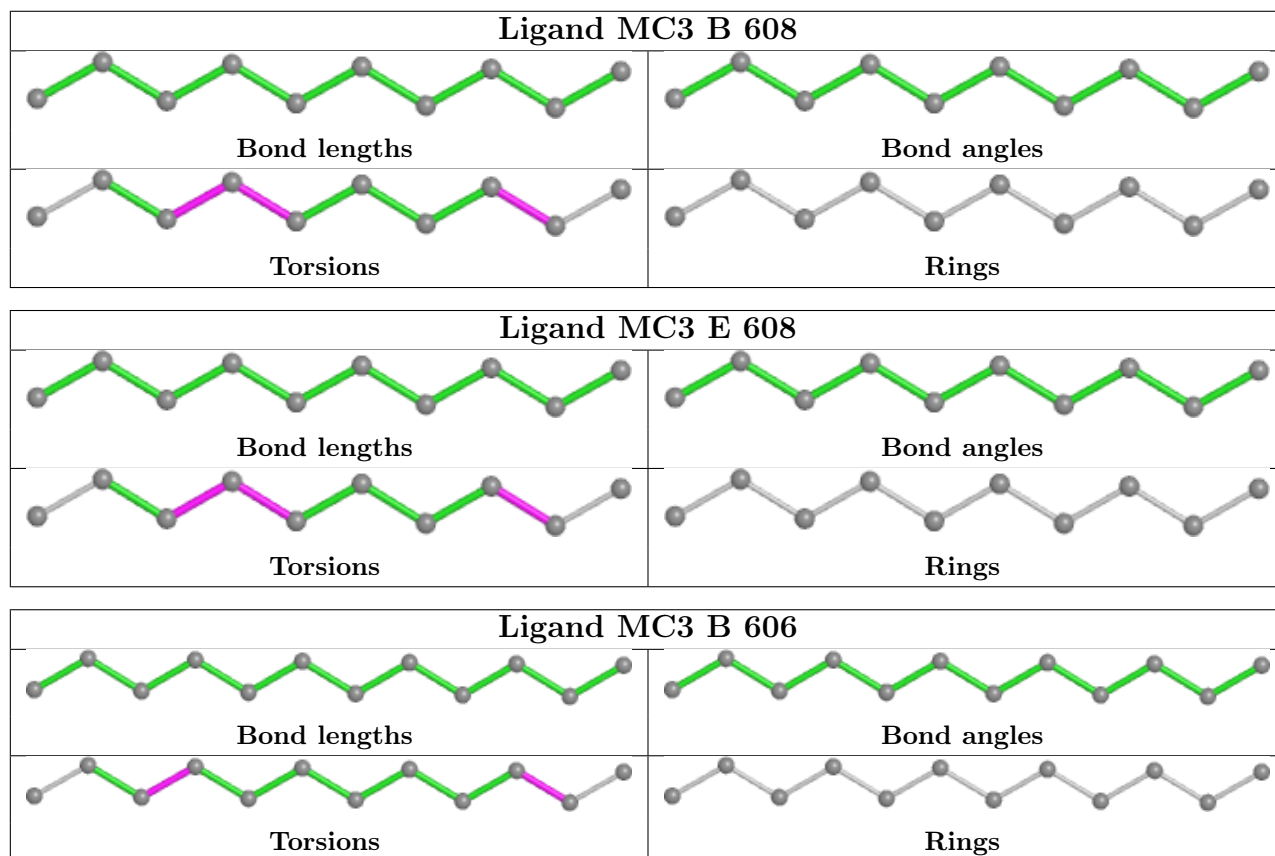 Ligand MC3 B 608
Bond lengths Bond angles
Torsions Rings
Ligand MC3 E 608
Bond lengths Bond angles
Torsions Rings
Ligand MC3 B 606
Bond lengths Bond angles
Torsions Rings